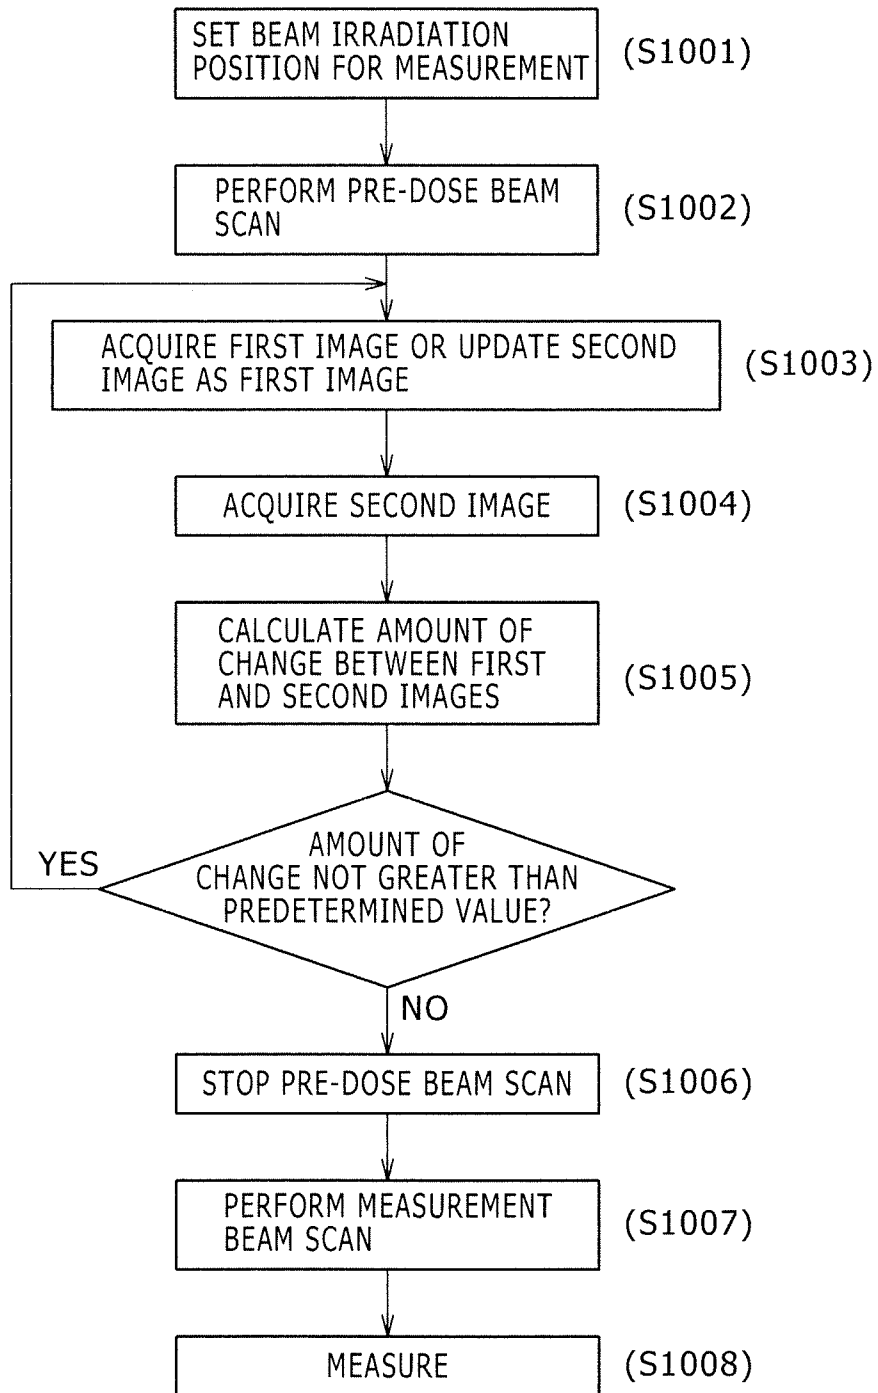 SET BEAM IRRADIATION
POSITION FOR MEASUREMENT
(S1001)
PERFORM PRE-DOSE BEAM
SCAN
(S1002)
ACQUIRE FIRST IMAGE OR UPDATE SECOND
IMAGE AS FIRST IMAGE
(S1003)
ACQUIRE SECOND IMAGE
(S1004)
CALCULATE AMOUNT OF
CHANGE BETWEEN FIRST
AND SECOND IMAGES
(S1005)
AMOUNT OF
CHANGE NOT GREATER THAN
PREDETERMINED VALUE?
YES
NO
STOP PRE-DOSE BEAM SCAN
(S1006)
PERFORM MEASUREMENT
BEAM SCAN
(S1007)
MEASURE
(S1008)